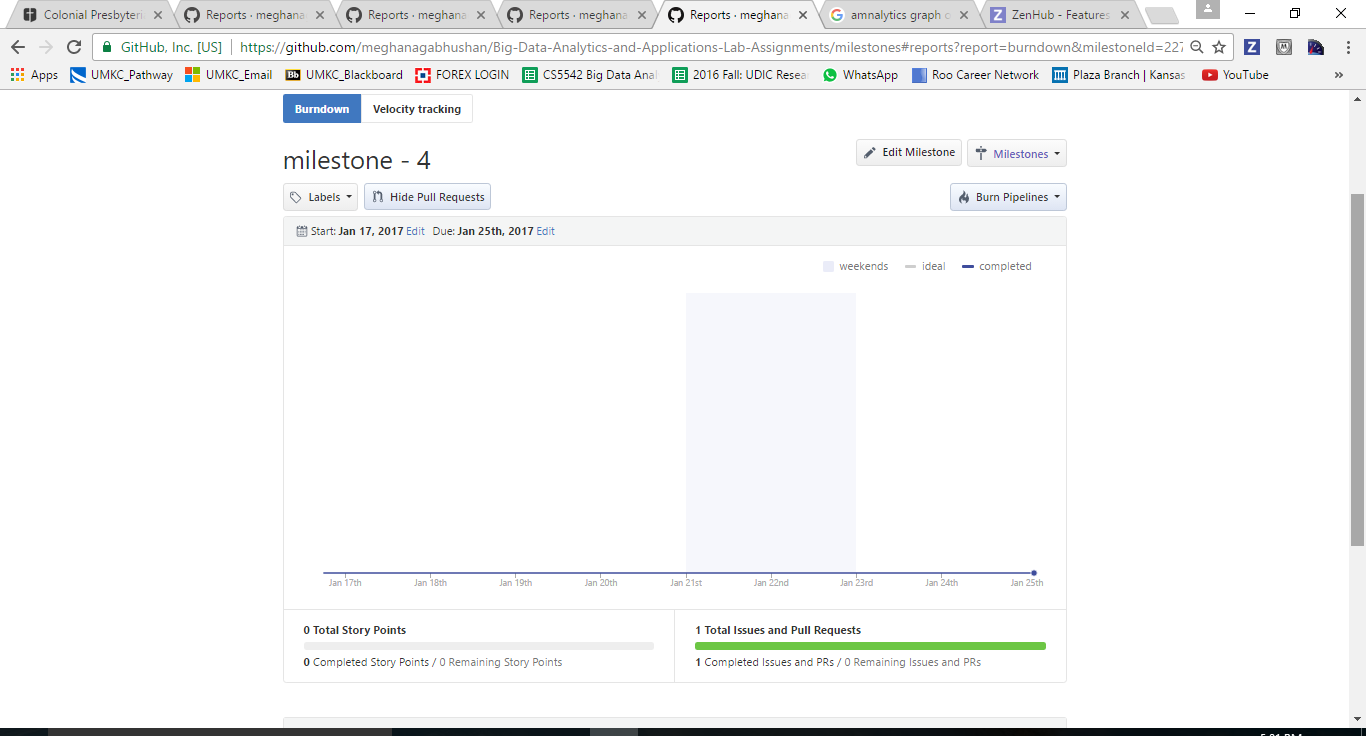 Colonial Presbyteri
Reports · meghana
Reports · meghana
Reports · meghana
Reports · meghana
amnalytics graph
ZenHub - Features
GitHub, Inc. [US] https://github.com/meghanagabhushan/Big-Data-Analytics-and-Applications-Lab-Assignments/milestones#reports?report=burndown&milestoneId=227
Apps UMKC_Pathway UMKC_Email UMKC_Blackboard FOREX LOGIN CS5542 Big Data Anal 2016 Fall: UDIC Resea WhatsApp Roo Career Network Plaza Branch | Kansas YouTube »
Burndown Velocity tracking
milestone - 4
Edit Milestone Milestones
Labels Hide Pull Requests Burn Pipelines
Start: Jan 17, 2017 Edit Due: Jan 25th, 2017 Edit
weekends ideal completed
Jan 17th Jan 18th Jan 19th Jan 20th Jan 21st Jan 22nd Jan 23rd Jan 24th Jan 25th
0 Total Story Points
0 Completed Story Points / 0 Remaining Story Points
1 Total Issues and Pull Requests
1 Completed Issues and PRs / 0 Remaining Issues and PRs